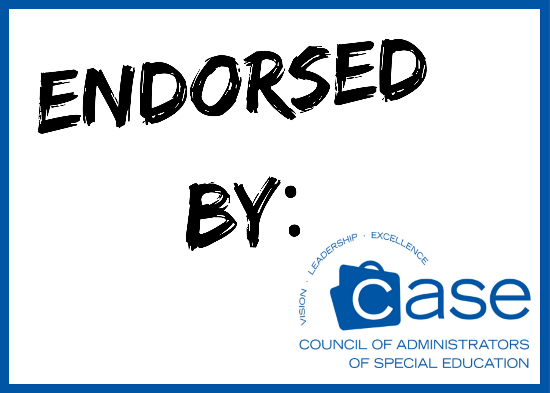 ENDORSED
BY:
VISION · LEADERSHIP · EXCELLENCE
case
COUNCIL OF ADMINISTRATORS
OF SPECIAL EDUCATION